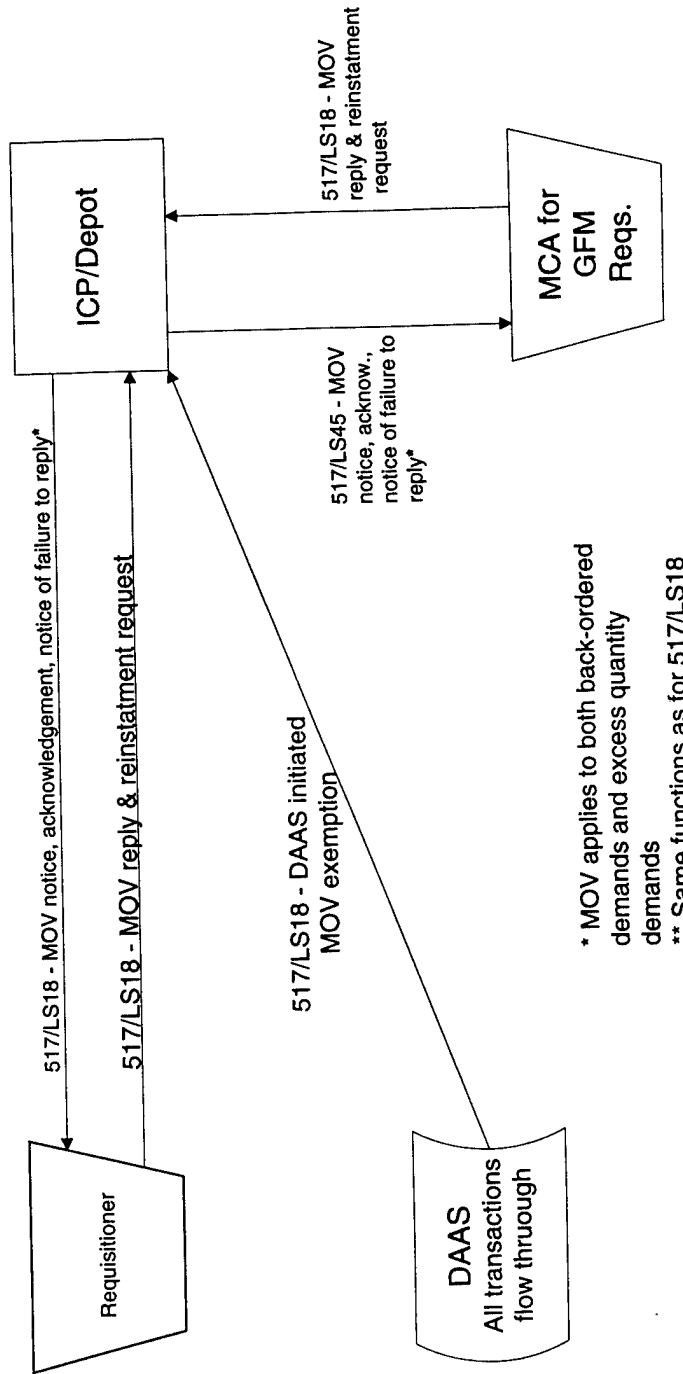 Requisitioner
517/LS18 - MOV notice, acknowledgement, notice of failure to reply*
517/LS18 - MOV reply & reinstatment request
ICP/Depot
517/LS18 - DAAS initiated
MOV exemption
517/LS45 - MOV
notice, acknow.,
notice of failure to
reply*
517/LS18 - MOV
reply & reinstatment
request
DAAS
All transactions
flow thruough
MCA for
GFM
Reqs.
* MOV applies to both back-ordered
demands and excess quantity
demands
** Same functions as for 517/LS18